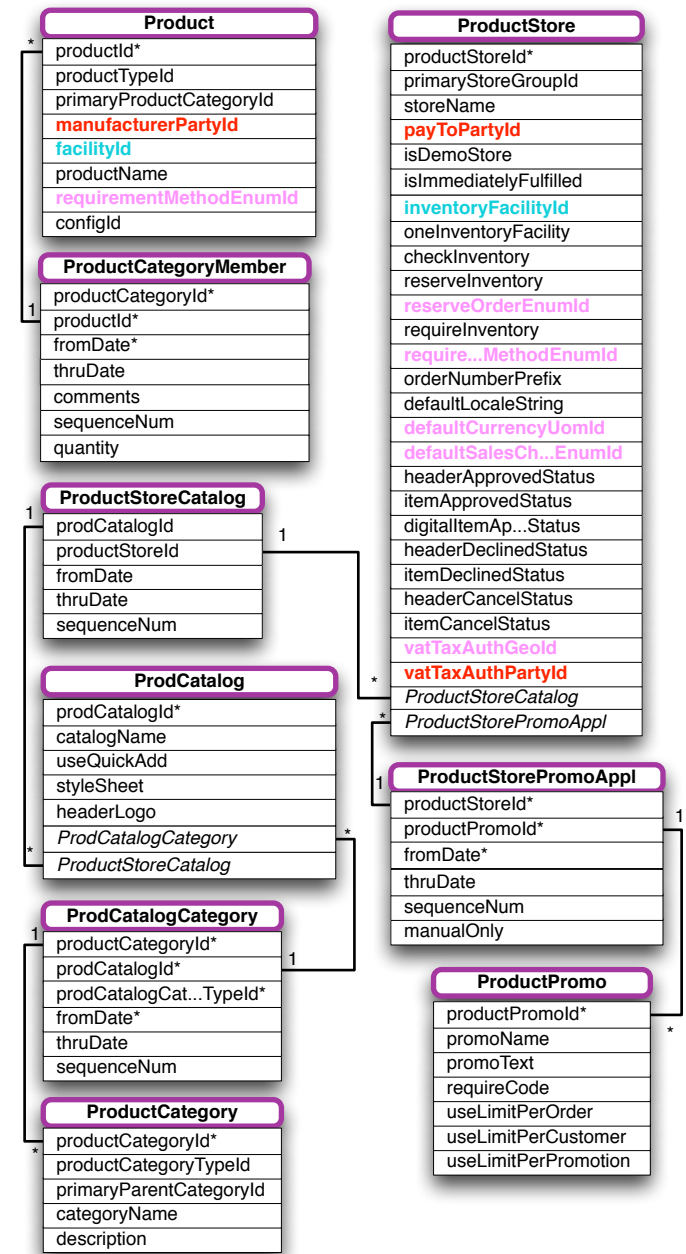 Product
*
productId*
productTypeId
primaryProductCategoryId
manufacturerPartyId
facilityId
productName
requirementMethodEnumId
configId
ProductCategoryMember
productCategoryId*
1
productId*
fromDate*
thruDate
comments
sequenceNum
quantity
ProductStoreCatalog
1
prodCatalogId
productStoreId
1
fromDate
thruDate
sequenceNum
ProdCatalog
prodCatalogId*
catalogName
useQuickAdd
styleSheet
headerLogo
ProdCatalogCategory
*
*
ProductStoreCatalog
ProdCatalogCategory
1
productCategoryId*
prodCatalogId*
1
prodCatalogCat...TypeId*
fromDate*
thruDate
sequenceNum
ProductCategory
productCategoryId*
*
productCategoryTypeId
primaryParentCategoryId
categoryName
description
ProductStore
productStoreId*
primaryStoreGroupId
storeName
payToPartyId
isDemoStore
isImmediatelyFulfilled
inventoryFacilityId
oneInventoryFacility
checkInventory
reserveInventory
reserveOrderEnumId
requireInventory
require...MethodEnumId
orderNumberPrefix
defaultLocaleString
defaultCurrencyUomId
defaultSalesCh...EnumId
headerApprovedStatus
itemApprovedStatus
digitalItemAp...Status
headerDeclinedStatus
itemDeclinedStatus
headerCancelStatus
itemCancelStatus
vatTaxAuthGeoId
vatTaxAuthPartyId
*
ProductStoreCatalog
*
ProductStorePromoAppl
ProductStorePromoAppl
1
productStoreId*
productPromoId*
1
fromDate*
thruDate
sequenceNum
manualOnly
ProductPromo
productPromoId*
*
promoName
promoText
requireCode
useLimitPerOrder
useLimitPerCustomer
useLimitPerPromotion